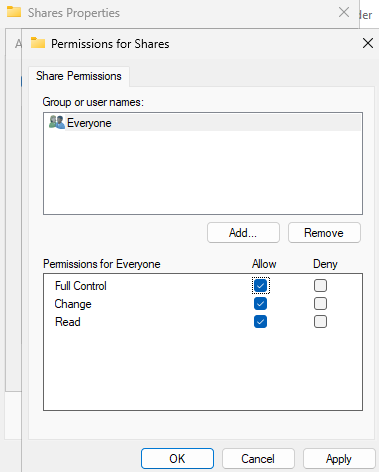 Shares Properties
der
Permissions for Shares
Share Permissions
Group or user names:
Everyone
Add...
Remove
Permissions for Everyone
Allow
Deny
Full Control
Change
Read
OK
Cancel
Apply